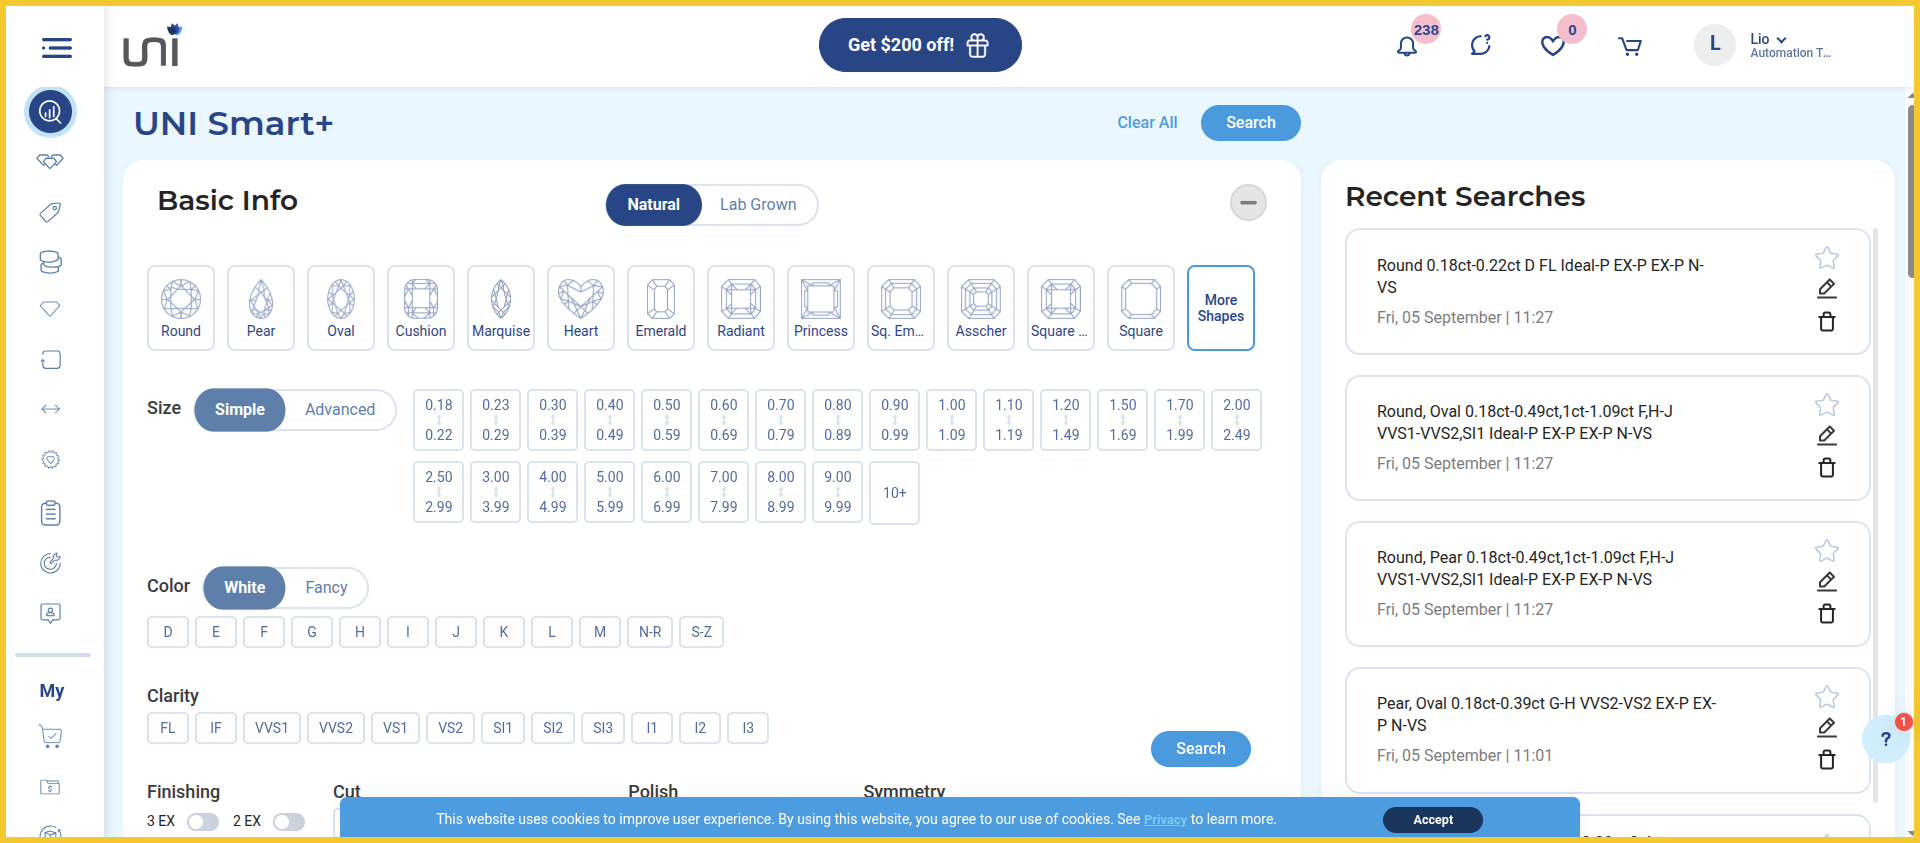 uni
Get $200 off!
238
0
L
Lio
Automation T...
UNI Smart+
Clear All
Search
Basic Info
Natural
Lab Grown
Round
Pear
Oval
Cushion
Marquise
Heart
Emerald
Radiant
Princess
Sq. Em...
Asscher
Square ...
Square
More
Shapes
Size
Simple
Advanced
0.18
0.22
0.23
0.29
0.30
0.39
0.40
0.49
0.50
0.59
0.60
0.69
0.70
0.79
0.80
0.89
0.90
0.99
1.00
1.09
1.10
1.19
1.20
1.49
1.50
1.69
1.70
1.99
2.00
2.49
2.50
2.99
3.00
3.99
4.00
4.99
5.00
5.99
6.00
6.99
7.00
7.99
8.00
8.99
9.00
9.99
10+
Color
White
Fancy
D
E
F
G
H
I
J
K
L
M
N-R
S-Z
Clarity
FL
IF
VVS1
VVS2
VS1
VS2
SI1
SI2
SI3
I1
I2
I3
Search
Finishing
Cut
Polish
Symmetry
3 EX
2 EX
My
Recent Searches
Round 0.18ct-0.22ct D FL Ideal-P EX-P EX-P N-
VS
Fri, 05 September | 11:27
Round, Oval 0.18ct-0.49ct,1ct-1.09ct F,H-J
VVS1-VVS2,SI1 Ideal-P EX-P EX-P N-VS
Fri, 05 September | 11:27
Round, Pear 0.18ct-0.49ct,1ct-1.09ct F,H-J
VVS1-VVS2,SI1 Ideal-P EX-P EX-P N-VS
Fri, 05 September | 11:27
Pear, Oval 0.18ct-0.39ct G-H VVS2-VS2 EX-P EX-
P N-VS
Fri, 05 September | 11:01
?
1
This website uses cookies to improve user experience. By using this website, you agree to our use of cookies. See Privacy to learn more.
Accept